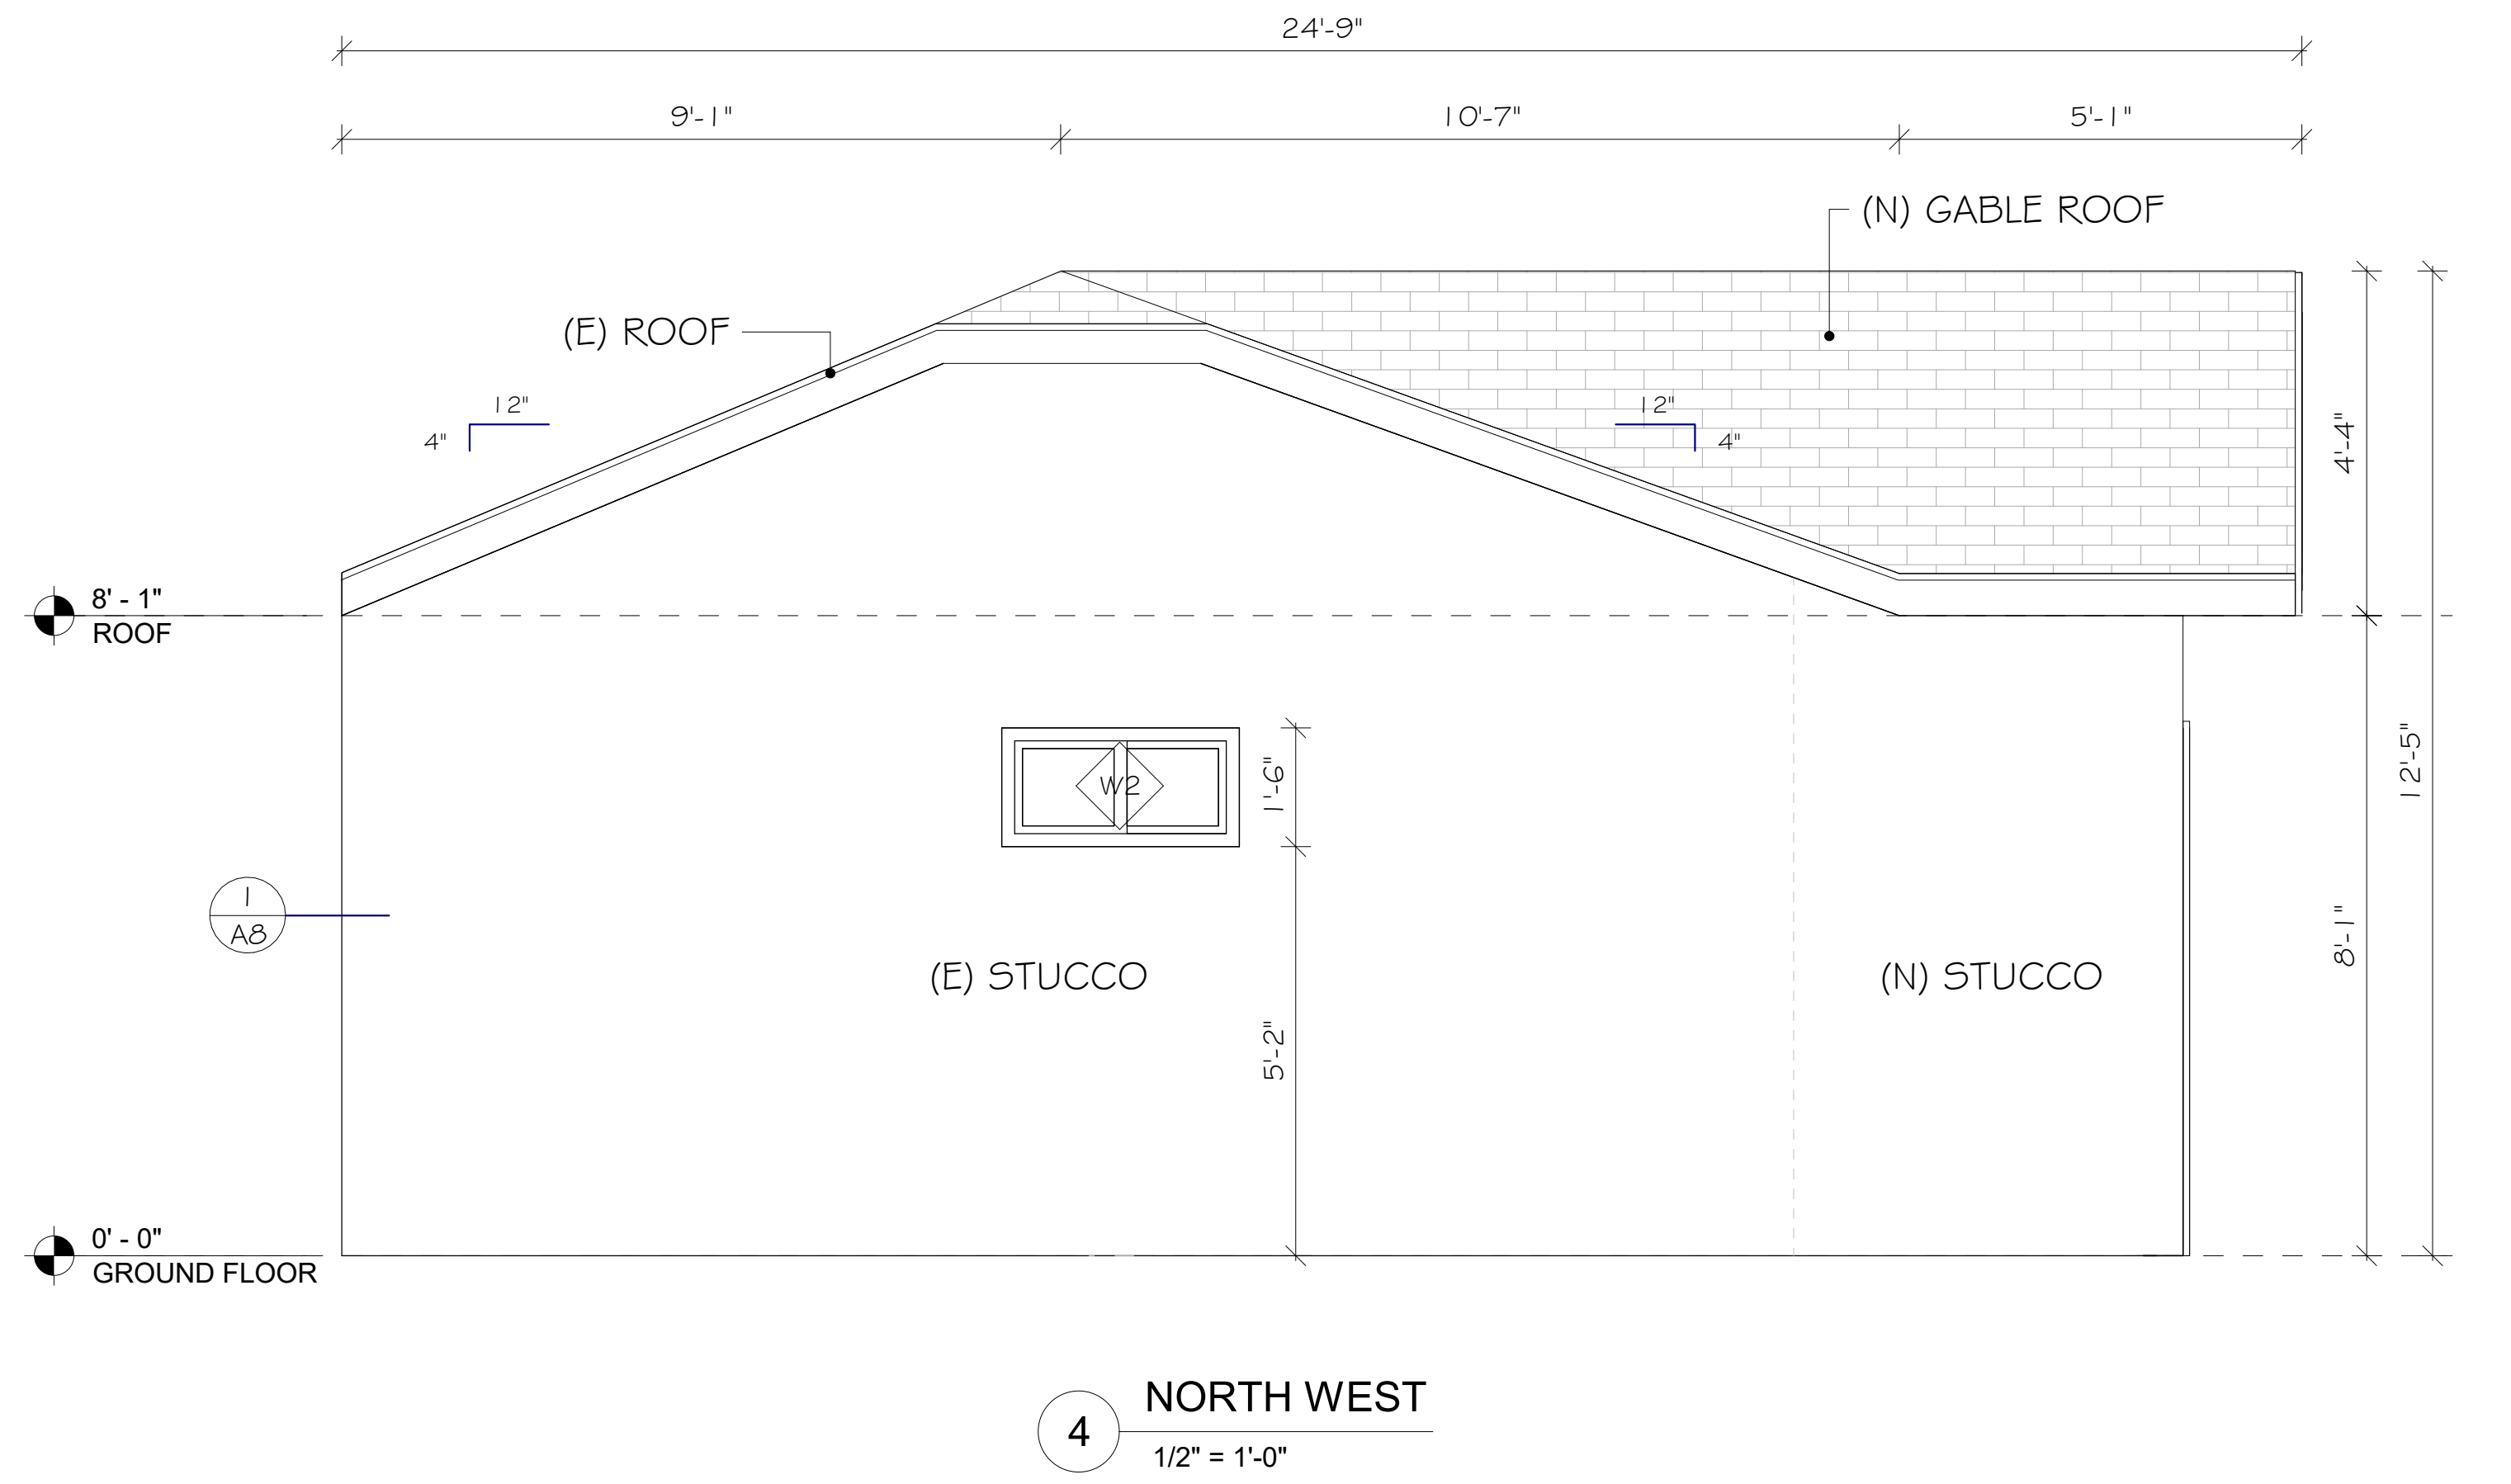 24'-9"
9'-1"
10'-7"
5'-1"
(N) GABLE ROOF
(E) ROOF
12"
4"
12"
4"
4'-4"
8' - 1"
ROOF
W2
1'-6"
12'-5"
1
A8
(E) STUCCO
(N) STUCCO
8'-1"
5'-2"
0' - 0"
GROUND FLOOR
4
NORTH WEST
1/2" = 1'-0"